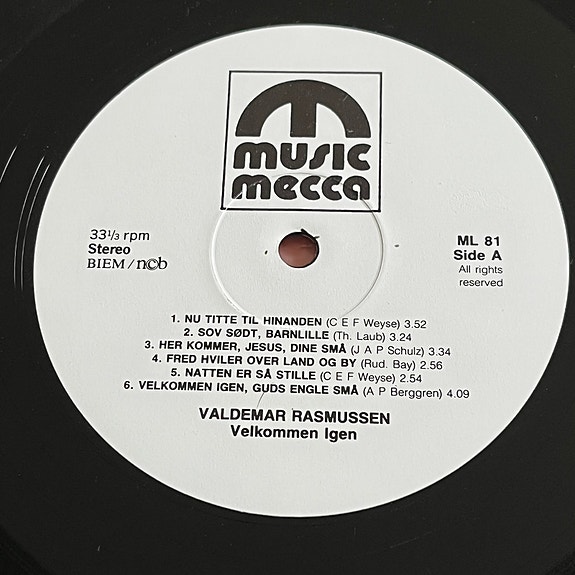 music
mecca
33 1/3 rpm
Stereo
BIEM / n©b
ML 81
Side A
All rights
reserved
1. NU TITTE TIL HINANDEN (C E F Weyse) 3.52
2. SOV SØDT, BARNLILLE (Th. Laub) 3.24
3. HER KOMMER, JESUS, DINE SMÅ (J A P Schulz) 3.34
4. FRED HVILER OVER LAND OG BY (Rud. Bay) 2.56
5. NATTEN ER SÅ STILLE (C E F Weyse) 2.54
6. VELKOMMEN IGEN, GUDS ENGLE SMÅ (A P Berggren) 4.09
VALDEMAR RASMUSSEN
Velkommen Igen